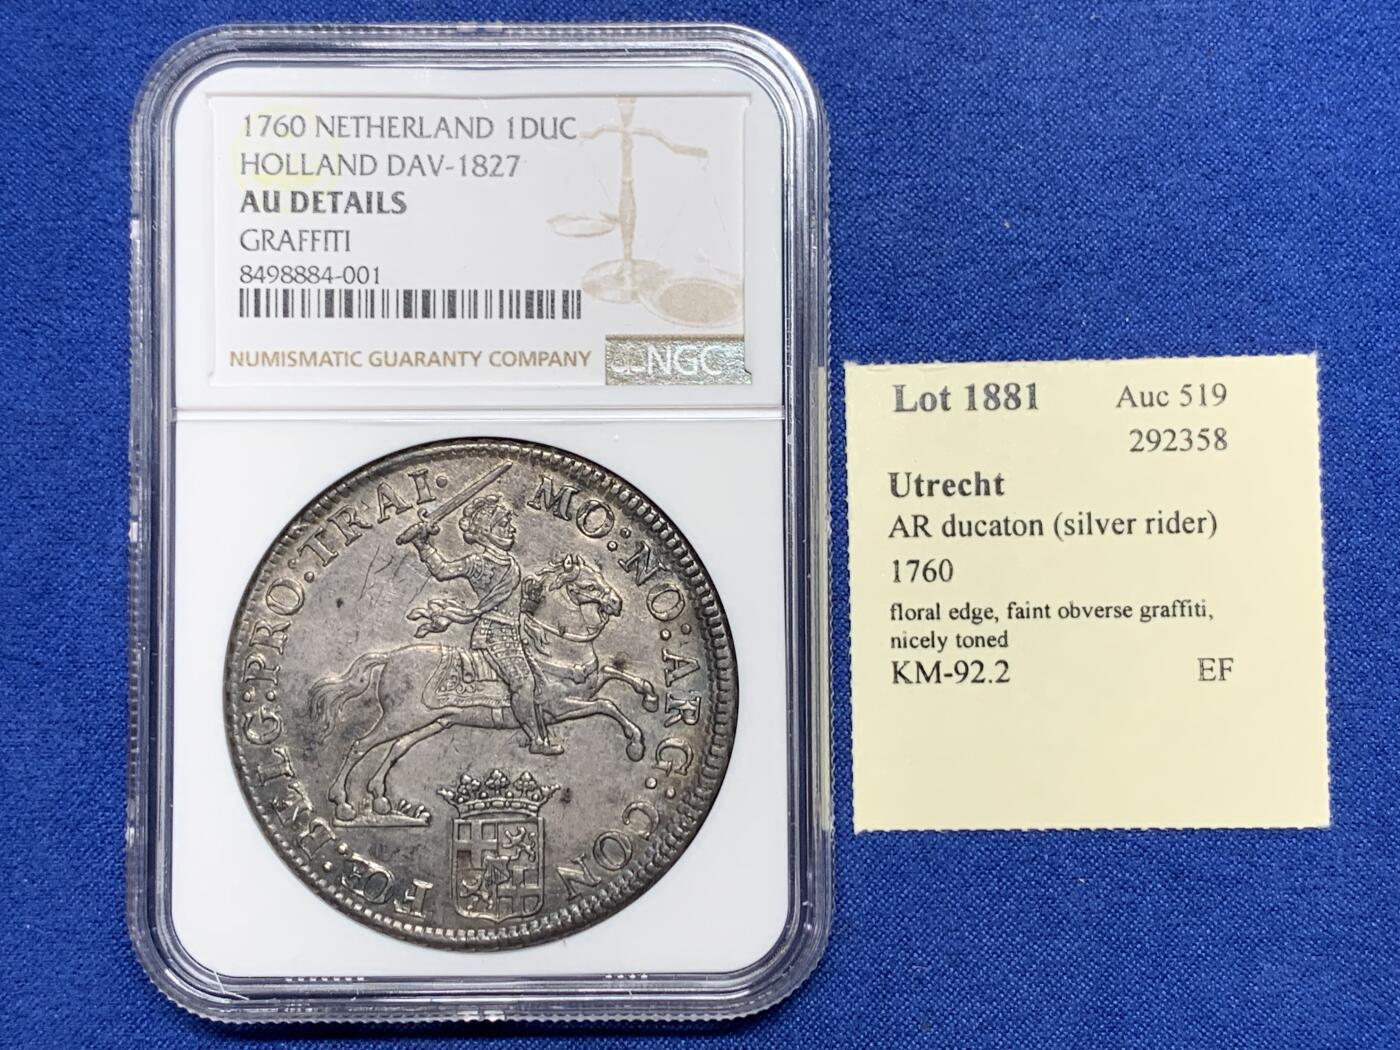 1760 NETHERLAND 1DUC
HOLLAND DAV-1827
AU DETAILS
GRAFFITI
8498884-001
NUMISMATIC GUARANTY COMPANY
NGC
MO:NO:ARG:CON
FOE:BELG:PRO:TRAI·
Lot 1881 Auc 519
292358
Utrecht
AR ducaton (silver rider)
1760
floral edge, faint obverse graffiti,
nicely toned
KM-92.2 EF